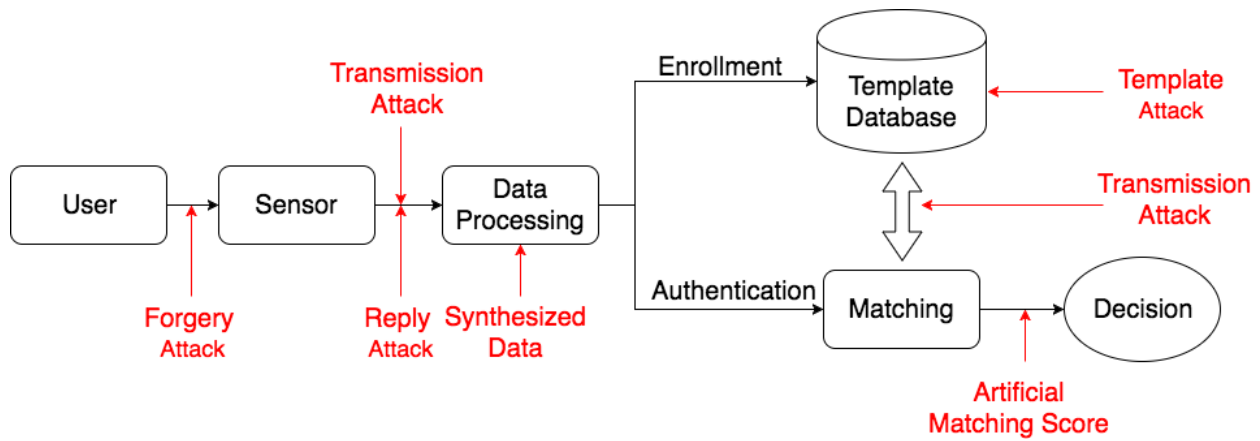 Transmission
Attack
Enrollment
Template
Database
Template
Attack
User
Sensor
Data
Processing
Transmission
Attack
Forgery
Attack
Reply
Attack
Synthesized
Data
Authentication
Matching
Decision
Artificial
Matching Score